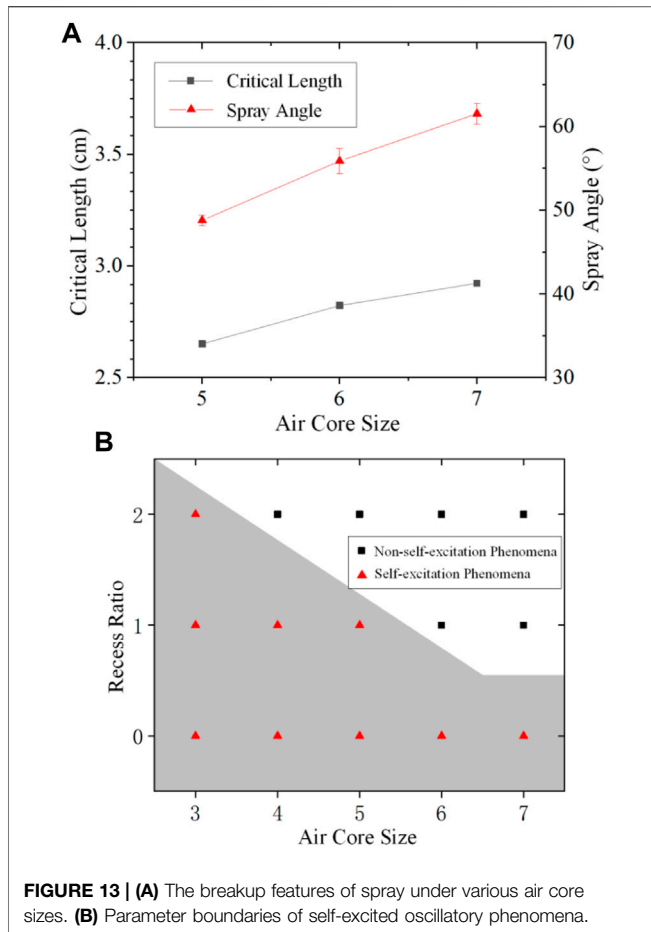 A
4.0
70
Critical Length
Spray Angle
3.5
60
Critical Length (cm)
Spray Angle (°)
50
3.0
40
2.5
30
5 6 7
Air Core Size
B
2
Non-self-excitation Phenomena
Self-excitation Phenomena
Recess Ratio
1
0
3 4 5 6 7
Air Core Size
FIGURE 13 | (A) The breakup features of spray under various air core
sizes. (B) Parameter boundaries of self-excited oscillatory phenomena.